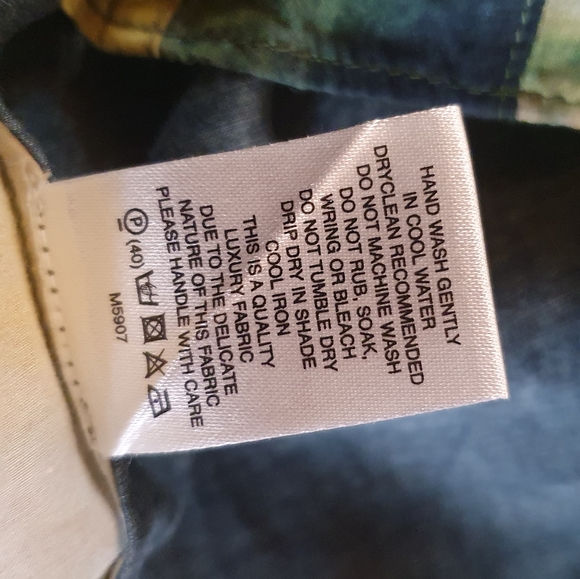 HAND WASH GENTLY
IN COOL WATER
DRYCLEAN RECOMMENDED
DO NOT MACHINE WASH
DO NOT RUB, SOAK,
WRING OR BLEACH
DO NOT TUMBLE DRY
DRIP DRY IN SHADE
COOL IRON
THIS IS A QUALITY
LUXURY FABRIC
DUE TO THE DELICATE
NATURE OF THIS FABRIC
PLEASE HANDLE WITH CARE
P (40)
M5907